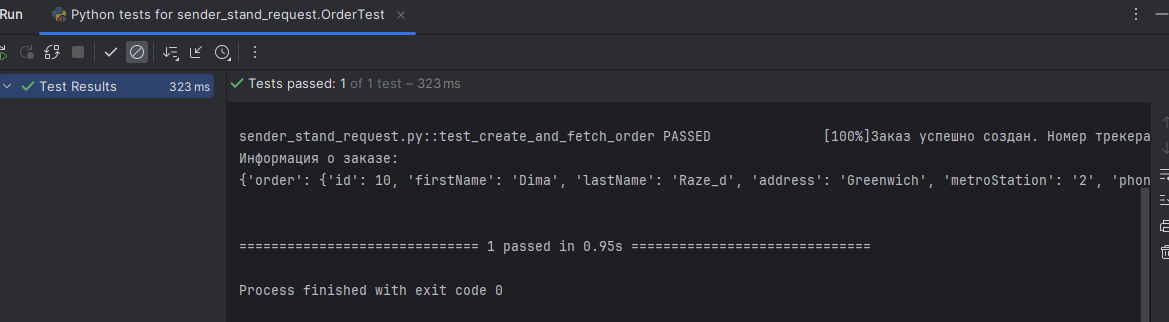 Run
Python tests for sender_stand_request.OrderTest
Test Results 323 ms
Tests passed: 1 of 1 test – 323 ms
sender_stand_request.py::test_create_and_fetch_order PASSED [100%]Заказ успешно создан. Номер трекера
Информация о заказе:
{'order': {'id': 10, 'firstName': 'Dima', 'lastName': 'Raze_d', 'address': 'Greenwich', 'metroStation': '2', 'phon
============================== 1 passed in 0.95s ==============================
Process finished with exit code 0